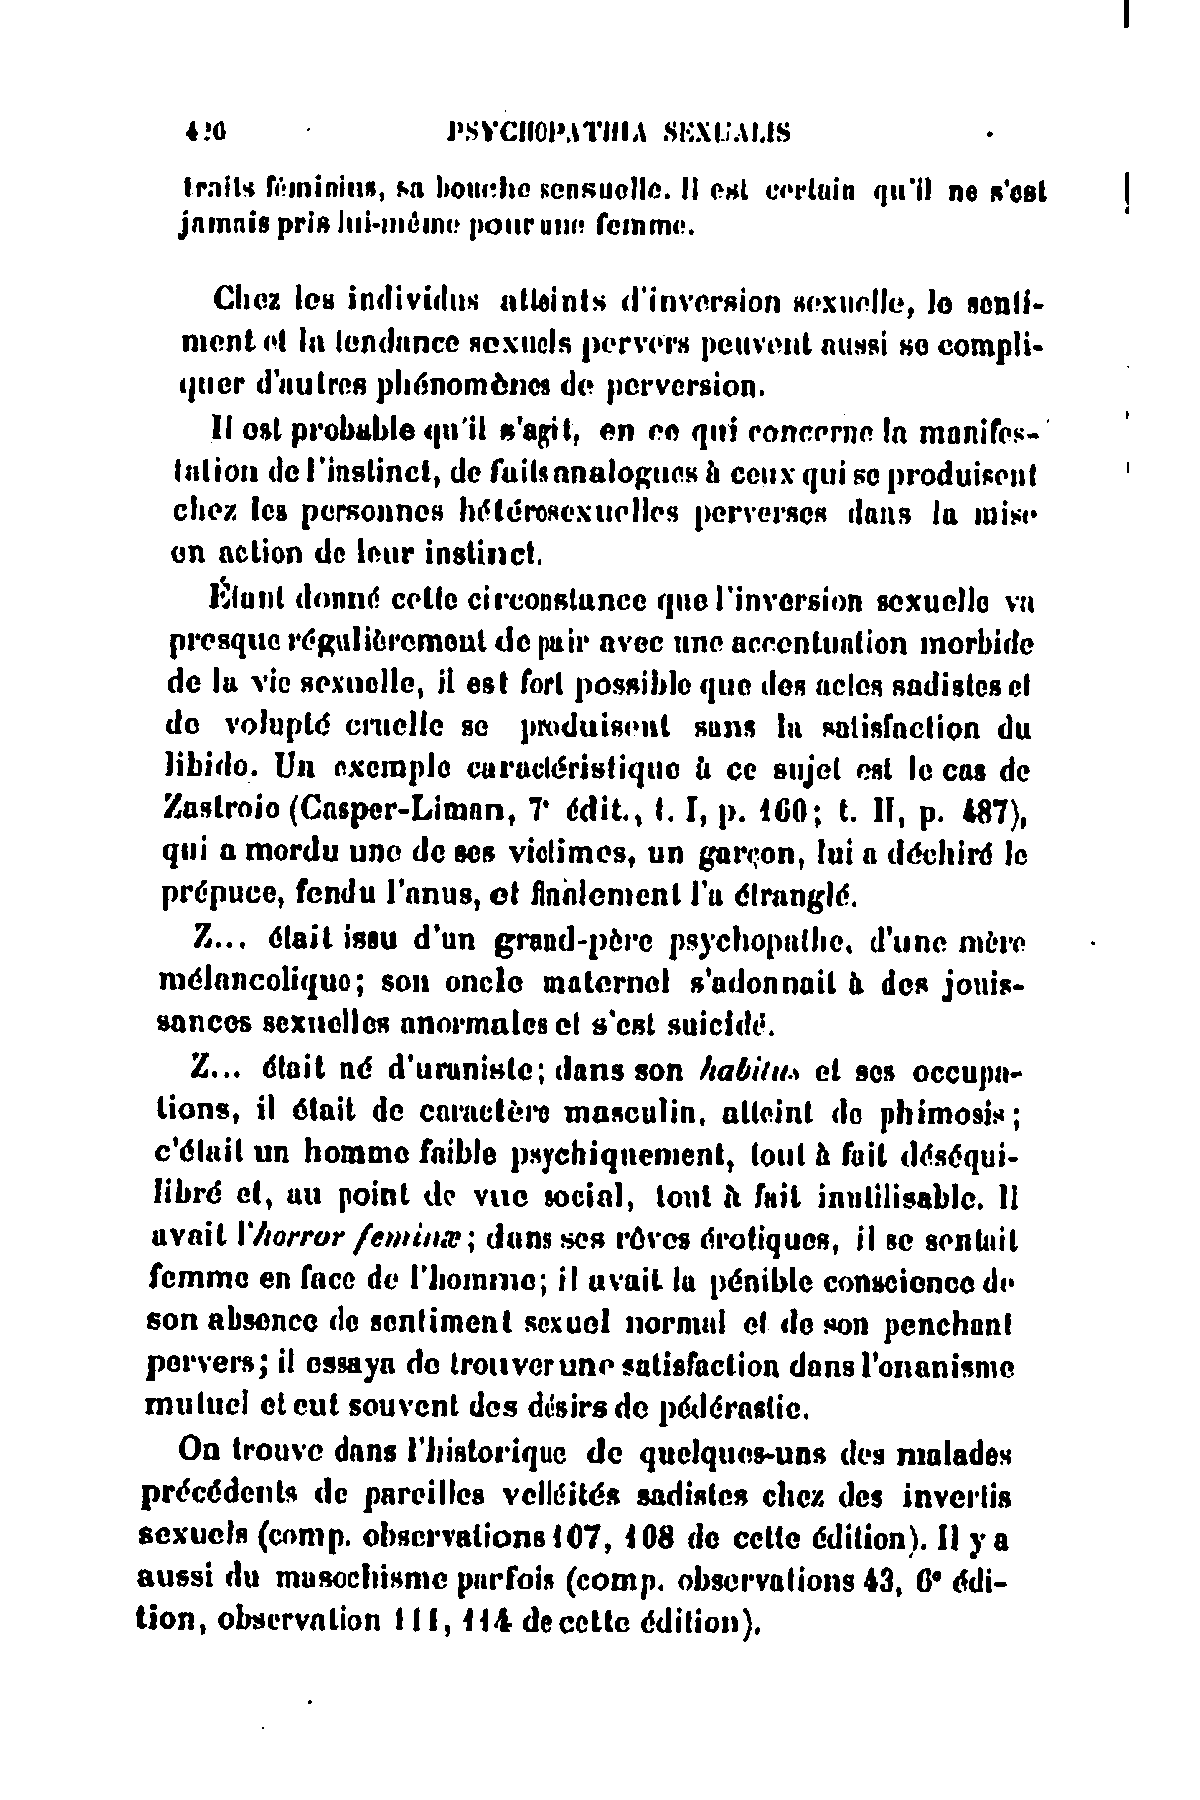 420 PSYCHOPATHIA SEXUALIS
traits féminins, sa bouche sensuelle. Il est certain qu'il ne s'est
jamais pris lui-même pour une femme.
Chez les individus atteints d'inversion sexuelle, le senti-
ment et la tendance sexuels pervers peuvent aussi se compli-
quer d'autres phénomènes de perversion.
Il est probable qu'il s'agit, en ce qui concerne la manifes-
tation de l'instinct, de faits analogues à ceux qui se produisent
chez les personnes hétérosexuelles perverses dans la mise
en action de leur instinct.
Étant donné cette circonstance que l'inversion sexuelle va
presque régulièrement de pair avec une accentuation morbide
de la vie sexuelle, il est fort possible que des actes sadistes et
de volupté cruelle se produisent sans la satisfaction du
libido. Un exemple caractéristique à ce sujet est le cas de
Zastroio (Casper-Liman, 7e édit., t. I, p. 160; t. II, p. 487),
qui a mordu une de ses victimes, un garçon, lui a déchiré le
prépuce, fendu l'anus, et finalement l'a étranglé.
Z... était issu d'un grand-père psychopathe, d'une mère
mélancolique; son oncle maternel s'adonnait à des jouis-
sances sexuelles anormales et s'est suicidé.
Z... était né d'uraniste; dans son habitus et ses occupa-
tions, il était de caractère masculin, atteint de phimosis;
c'était un homme faible psychiquement, tout à fait déséqui-
libré et, au point de vue social, tout à fait inutilisable. Il
avait l'horror feminæ; dans ses rêves érotiques, il se sentait
femme en face de l'homme; il avait la pénible conscience de
son absence de sentiment sexuel normal et de son penchant
pervers; il essaya de trouver une satisfaction dans l'onanisme
mutuel et eut souvent des désirs de pédérastie.
On trouve dans l'historique de quelques-uns des malades
précédents de pareilles velléités sadistes chez des invertis
sexuels (comp. observations 107, 108 de cette édition). Il y a
aussi du masochisme parfois (comp. observations 43, 6e édi-
tion, observation 111, 114 de cette édition).